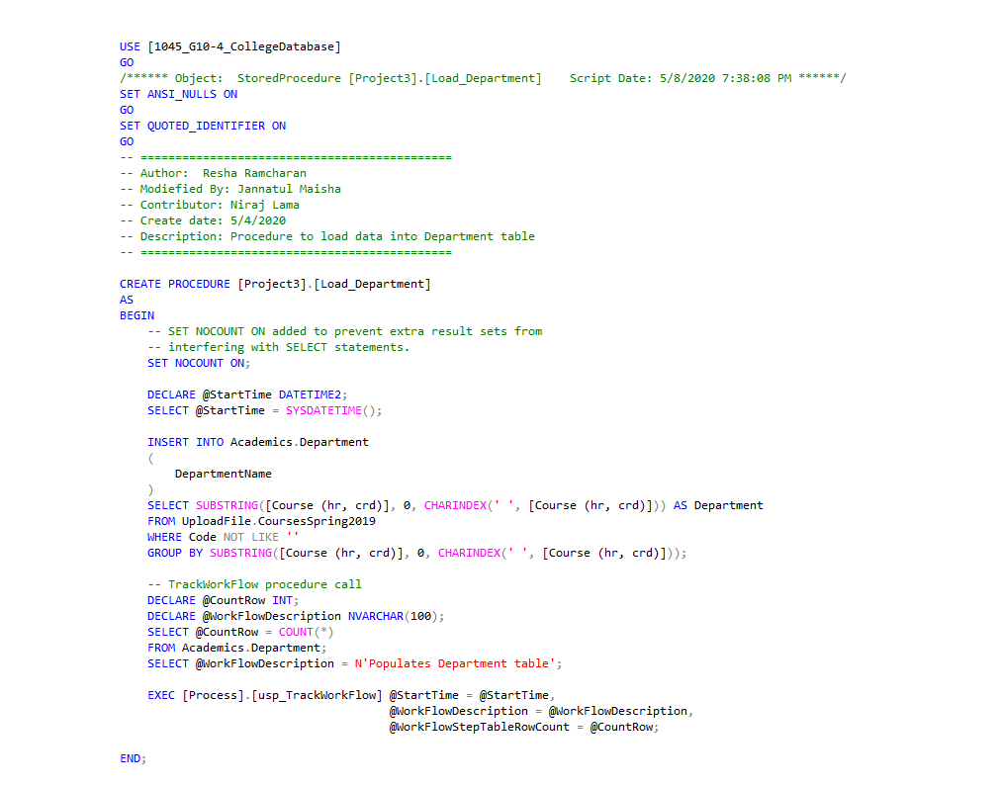 USE [1045_G10-4_CollegeDatabase]
GO
/****** Object:  StoredProcedure [Project3].[Load_Department]    Script Date: 5/8/2020 7:38:08 PM ******/
SET ANSI_NULLS ON
GO
SET QUOTED_IDENTIFIER ON
GO
-- =============================================
-- Author:  Resha Ramcharan
-- Modiefied By: Jannatul Maisha
-- Contributor: Niraj Lama
-- Create date: 5/4/2020
-- Description: Procedure to load data into Department table
-- =============================================
CREATE PROCEDURE [Project3].[Load_Department]
AS
BEGIN
-- SET NOCOUNT ON added to prevent extra result sets from
-- interfering with SELECT statements.
SET NOCOUNT ON;
DECLARE @StartTime DATETIME2;
SELECT @StartTime = SYSDATETIME();
INSERT INTO Academics.Department
(
DepartmentName
)
SELECT SUBSTRING([Course (hr, crd)], 0, CHARINDEX(' ', [Course (hr, crd)])) AS Department
FROM UploadFile.CoursesSpring2019
WHERE Code NOT LIKE ''
GROUP BY SUBSTRING([Course (hr, crd)], 0, CHARINDEX(' ', [Course (hr, crd)]));
-- TrackWorkFlow procedure call
DECLARE @CountRow INT;
DECLARE @WorkFlowDescription NVARCHAR(100);
SELECT @CountRow = COUNT(*)
FROM Academics.Department;
SELECT @WorkFlowDescription = N'Populates Department table';
EXEC [Process].[usp_TrackWorkFlow] @StartTime = @StartTime,
@WorkFlowDescription = @WorkFlowDescription,
@WorkFlowStepTableRowCount = @CountRow;
END;